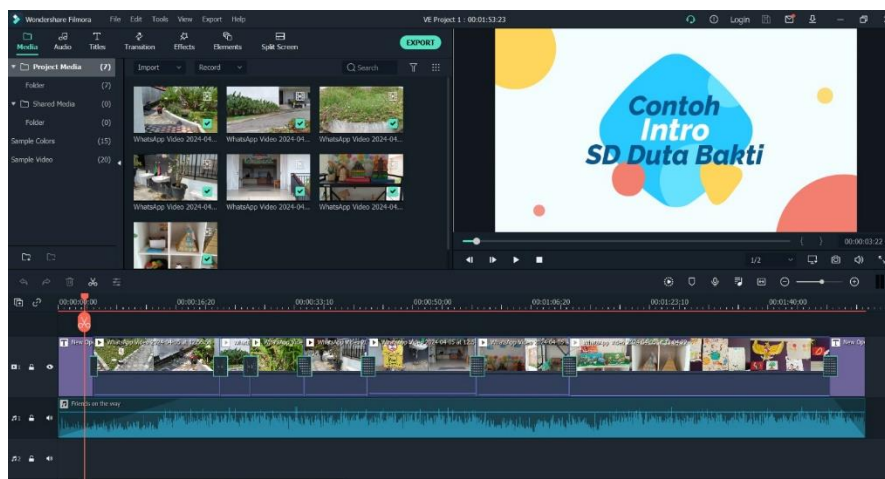 Wondershare Filmora File Edit Tools View Export Help VE Project 1 : 00:01:53:23 Login
Media Audio Titles Transition Effects Elements Split Screen EXPORT
Project Media (7) Import Record Search
Folder (7)
Shared Media (0)
Folder (0)
Sample Colors (15)
Sample Video (20)
WhatsApp Video 2024-04... WhatsApp Video 2024-04... WhatsApp Video 2024-04...
WhatsApp Video 2024-04... WhatsApp Video 2024-04... WhatsApp Video 2024-04...
Contoh
Intro
SD Duta Bakti
{ } 00:00:03:22
1/2
00:00:00:00 00:00:16:20 00:00:33:10 00:00:50:00 00:01:06:20 00:01:23:10 00:01:40:00
New Op
Friends on the way
1
1
2